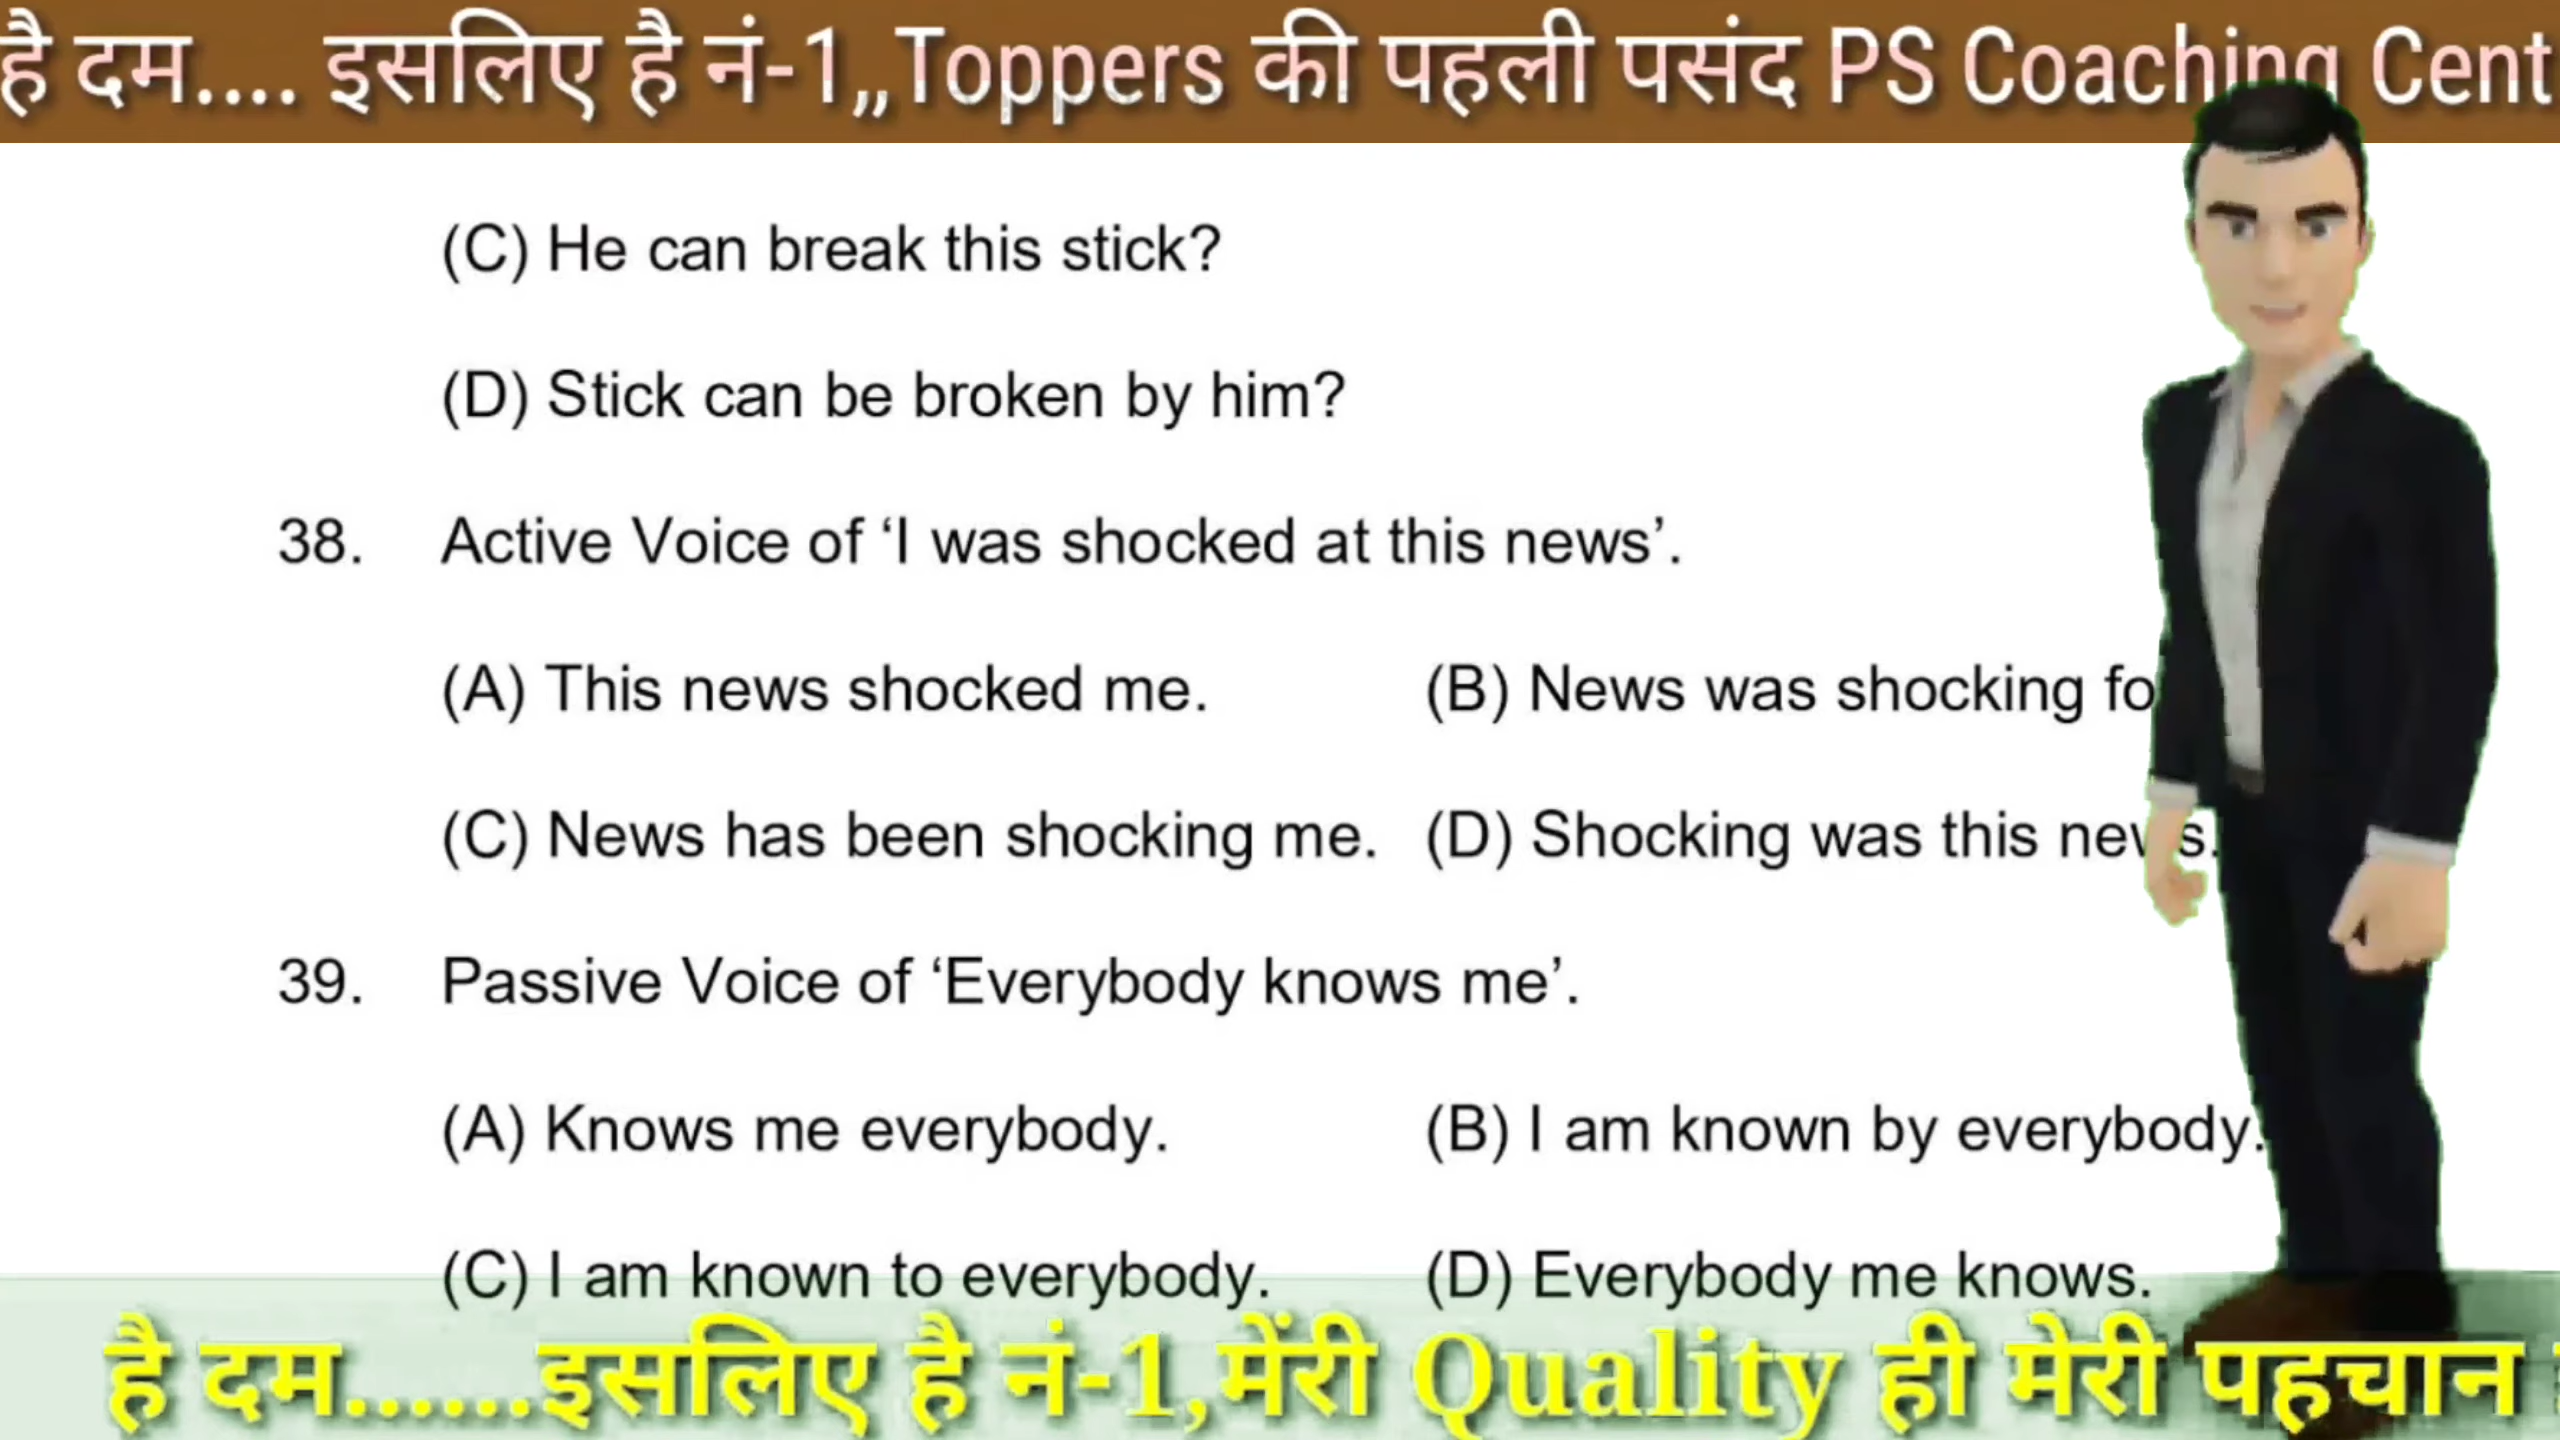 है दम.... इसलिए है नं-1,,Toppers की पहली पसंद PS Coaching Cent
(C) He can break this stick?
(D) Stick can be broken by him?
38. Active Voice of ‘I was shocked at this news’.
(A) This news shocked me. (B) News was shocking fo
(C) News has been shocking me. (D) Shocking was this news.
39. Passive Voice of ‘Everybody knows me’.
(A) Knows me everybody. (B) I am known by everybody.
(C) I am known to everybody. (D) Everybody me knows.
है दम......इसलिए है नं-1,मेंरी Quality ही मेरी पहचान